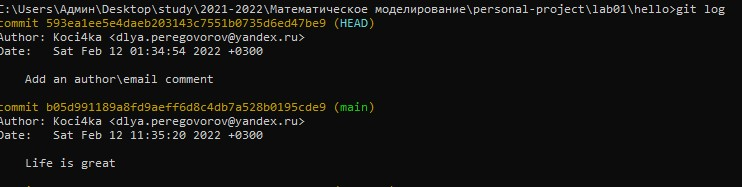 C:\Users\Админ\Desktop\study\2021-2022\Математическое моделирование\personal-project\lab01\hello>git log
commit 593ea1ee5e4daeb203143c7551b0735d6ed47be9 (HEAD)
Author: Koci4ka <dlya.peregovorov@yandex.ru>
Date: Sat Feb 12 01:34:54 2022 +0300
Add an author\email comment
commit b05d991189a8fd9aeff6d8c4db7a528b0195cde9 (main)
Author: Koci4ka <dlya.peregovorov@yandex.ru>
Date: Sat Feb 12 11:35:20 2022 +0300
Life is great